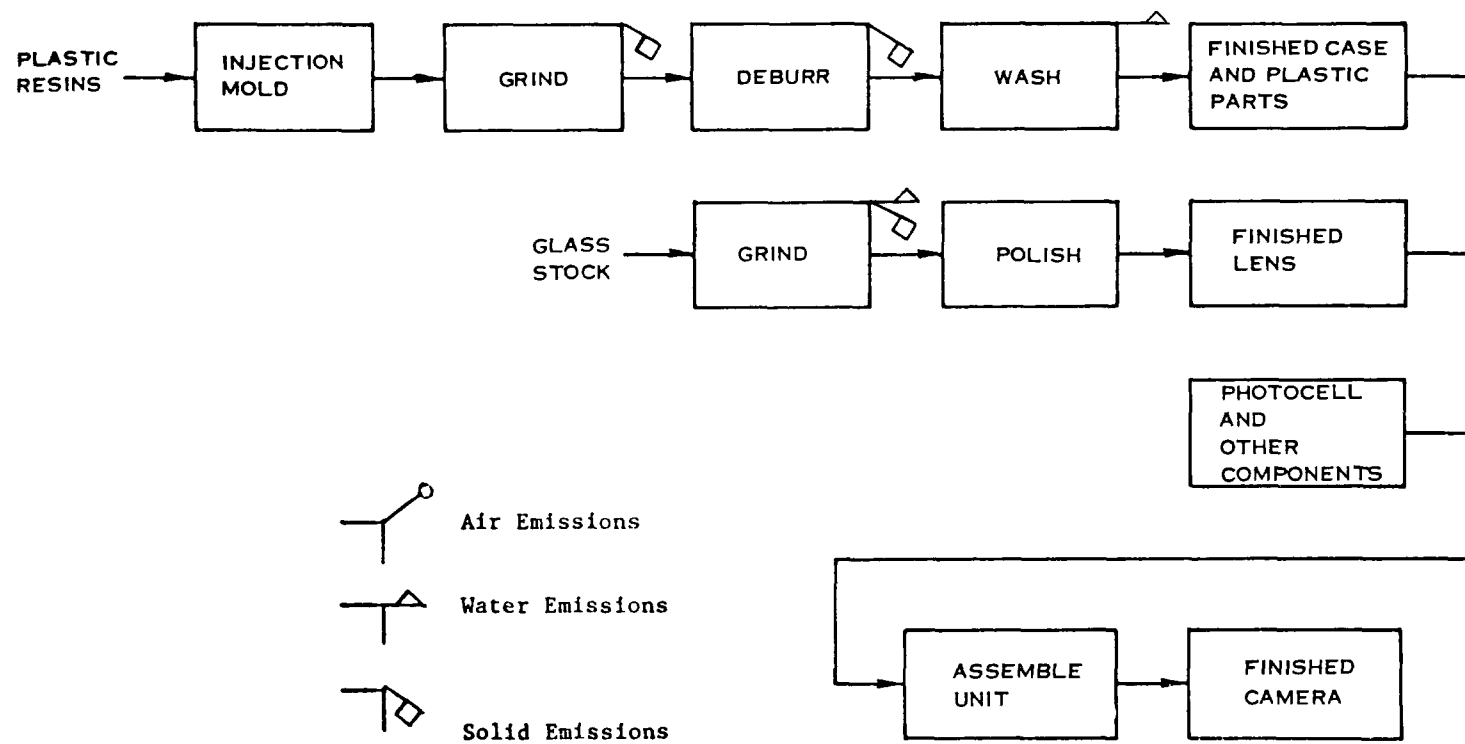 PLASTIC
RESINS
INJECTION
MOLD
GRIND
DEBURR
WASH
FINISHED CASE
AND PLASTIC
PARTS
GLASS
STOCK
GRIND
POLISH
FINISHED
LENS
PHOTOCELL
AND
OTHER
COMPONENTS
Air Emissions
Water Emissions
Solid Emissions
ASSEMBLE
UNIT
FINISHED
CAMERA